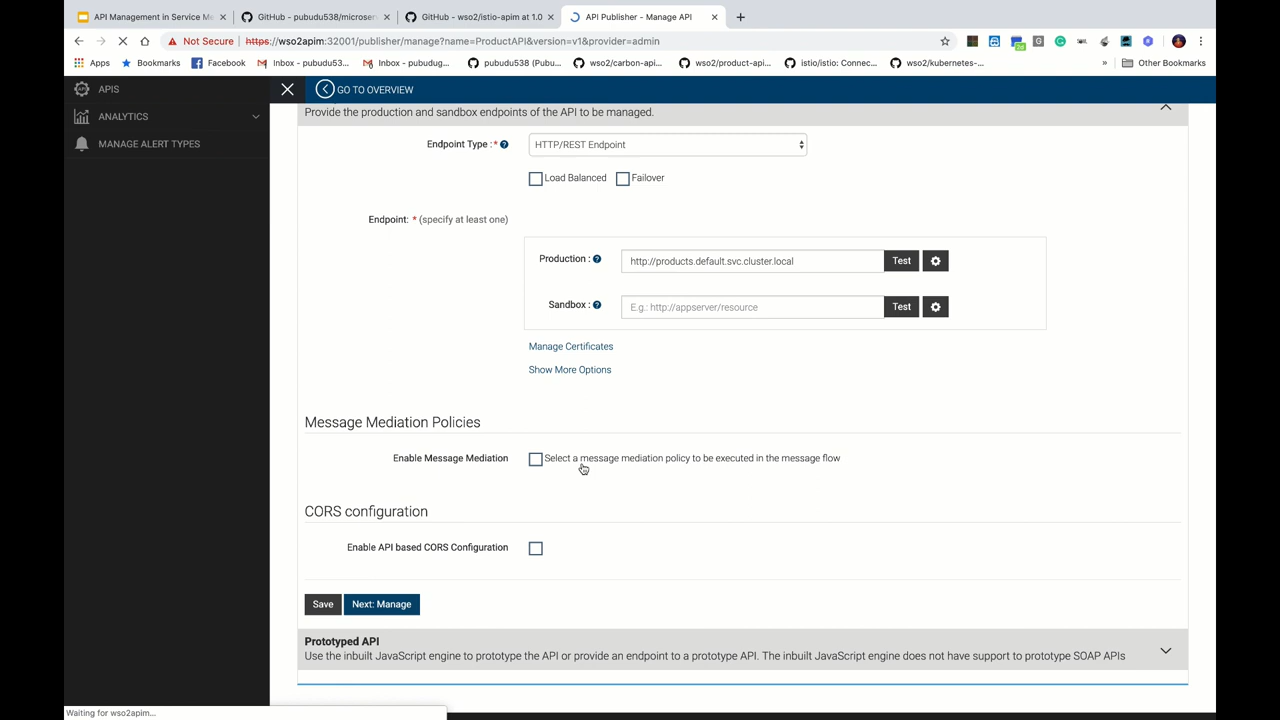 API Management in Service Me
GitHub - pubudu538/microser
GitHub - wso2/istio-apim at 1.0
API Publisher - Manage API
Not Secure
https://wso2apim:32001/publisher/manage?name=ProductAPI&version=v1&provider=admin
Apps
Bookmarks
Facebook
Inbox - pubudu53...
Inbox - pubudug...
pubudu538 (Pubu...
wso2/carbon-api...
wso2/product-api...
istio/istio: Connec...
wso2/kubernetes-...
»
Other Bookmarks
APIS
GO TO OVERVIEW
ANALYTICS
MANAGE ALERT TYPES
Provide the production and sandbox endpoints of the API to be managed.
Endpoint Type : *
HTTP/REST Endpoint
Load Balanced
Failover
Endpoint: * (specify at least one)
Production :
http://products.default.svc.cluster.local
Test
Sandbox :
E.g.: http://appserver/resource
Test
Manage Certificates
Show More Options
Message Mediation Policies
Enable Message Mediation
Select a message mediation policy to be executed in the message flow
CORS configuration
Enable API based CORS Configuration
Save
Next: Manage
Prototyped API
Use the inbuilt JavaScript engine to prototype the API or provide an endpoint to a prototype API. The inbuilt JavaScript engine does not have support to prototype SOAP APIs
Waiting for wso2apim...